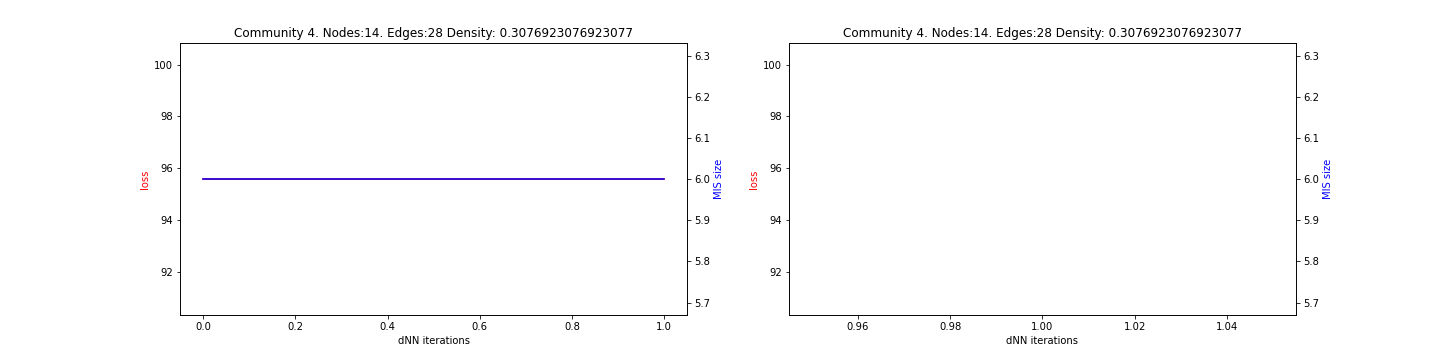 Community 4. Nodes:14. Edges:28 Density: 0.3076923076923077
100
98
96
94
92
loss
6.3
6.2
6.1
6.0
5.9
5.8
5.7
MIS size
0.0 0.2 0.4 0.6 0.8 1.0
dNN iterations
Community 4. Nodes:14. Edges:28 Density: 0.3076923076923077
100
98
96
94
92
loss
6.3
6.2
6.1
6.0
5.9
5.8
5.7
MIS size
0.96 0.98 1.00 1.02 1.04
dNN iterations